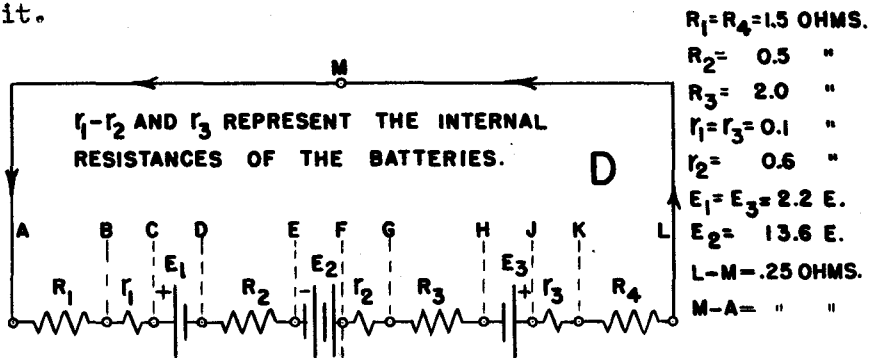 it.
R₁=R₄=1.5 OHMS.
R₂= 0.5 "
R₃= 2.0 "
r₁=r₃=0.1 "
r₂= 0.6 "
E₁=E₃=2.2 E.
E₂= 13.6 E.
L-M=.25 OHMS.
M-A= " "
M
r₁-r₂ AND r₃ REPRESENT THE INTERNAL
RESISTANCES OF THE BATTERIES.
D
A B C D E F G H J K L
R₁ r₁ + E₁ R₂ - E₂ r₂ R₃ E₃ + r₃ R₄